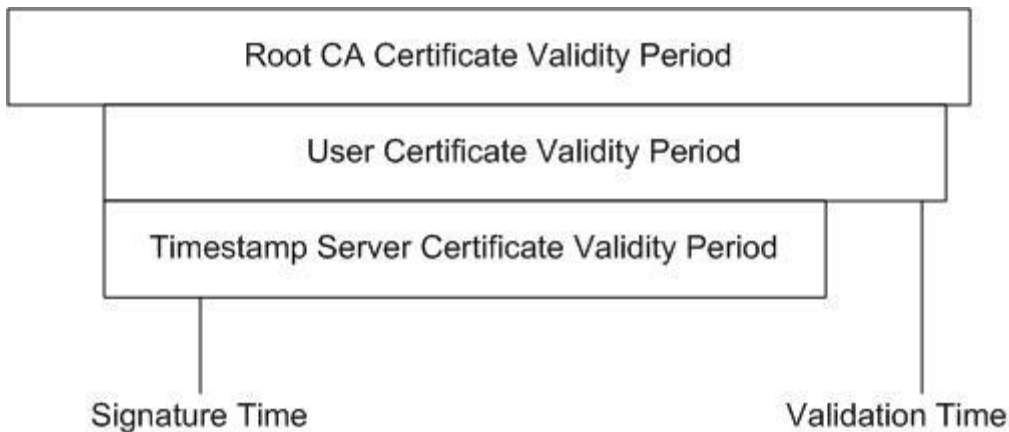 Root CA Certificate Validity Period
User Certificate Validity Period
Timestamp Server Certificate Validity Period
Signature Time
Validation Time